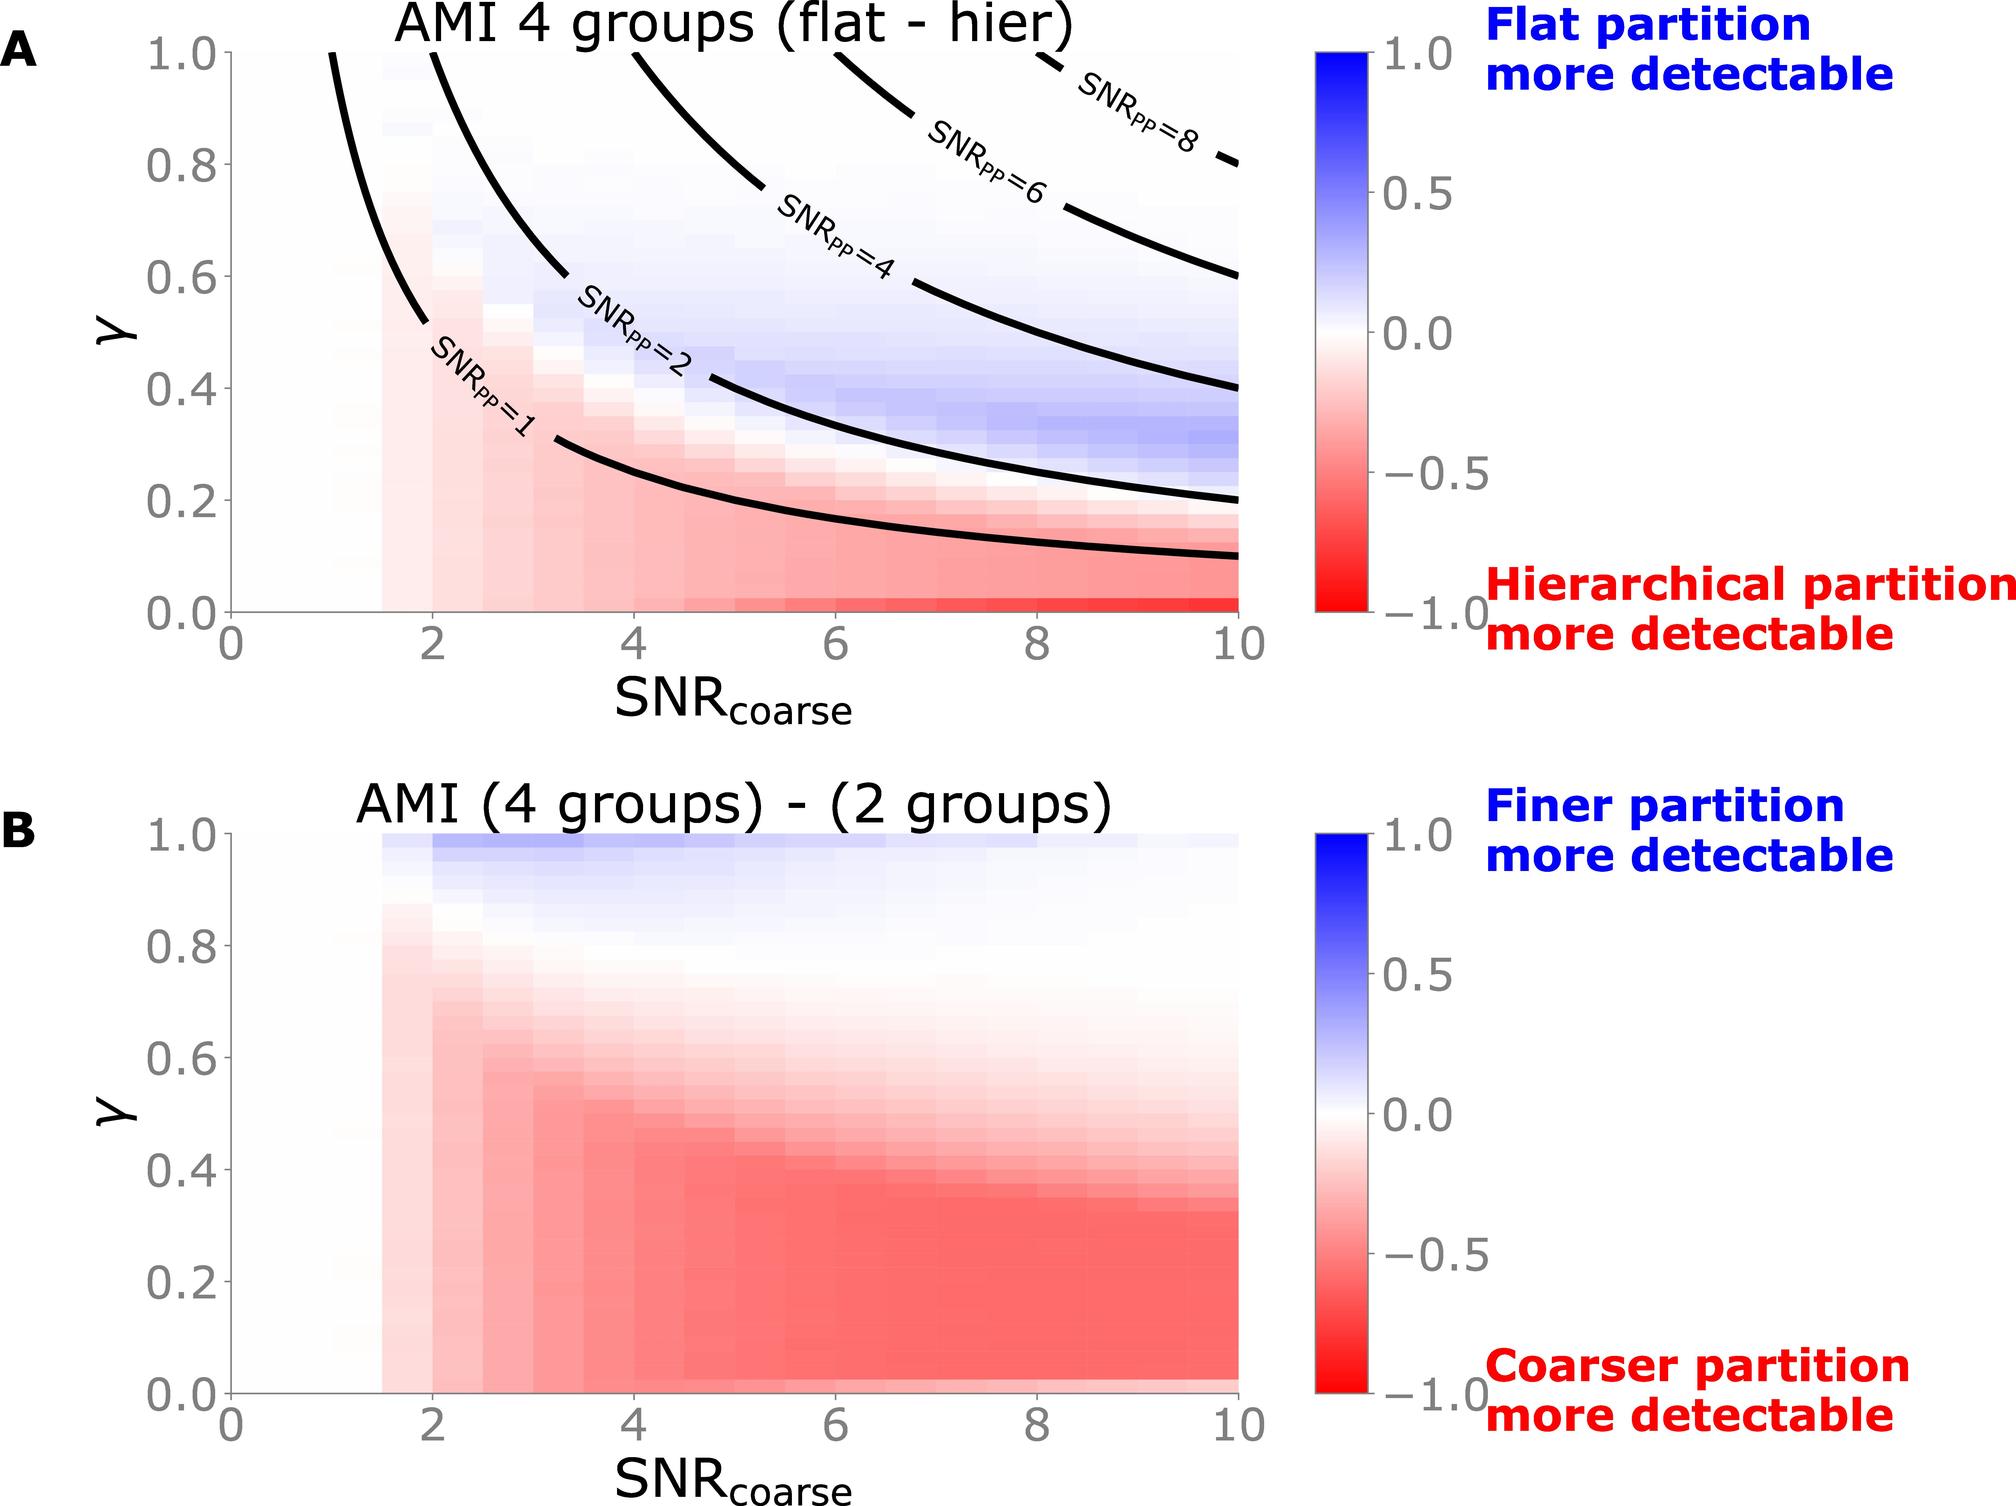 A
AMI 4 groups (flat - hier)
Flat partition
more detectable
1.0
0.8
0.6
0.4
0.2
0.0
γ
SNRPP=1
SNRPP=2
SNRPP=4
SNRPP=6
SNRPP=8
0 2 4 6 8 10
SNRcoarse
1.0
0.5
0.0
−0.5
−1.0
Hierarchical partition
more detectable
B
AMI (4 groups) - (2 groups)
Finer partition
more detectable
1.0
0.8
0.6
0.4
0.2
0.0
γ
0 2 4 6 8 10
SNRcoarse
1.0
0.5
0.0
−0.5
−1.0
Coarser partition
more detectable